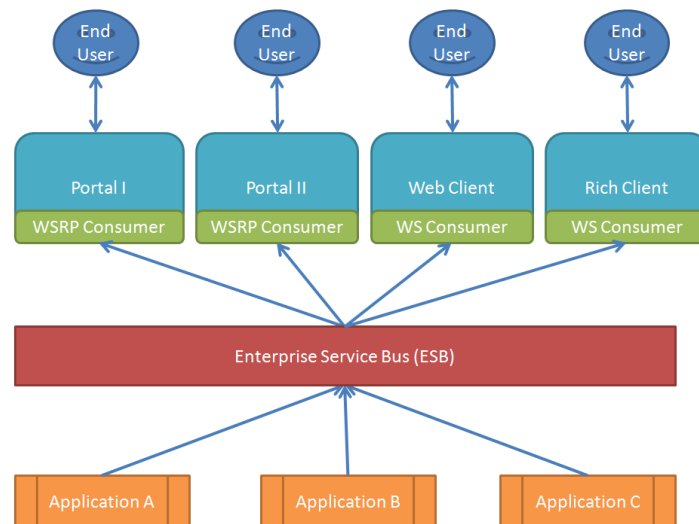 End
User
End
User
End
User
End
User
Portal I
Portal II
Web Client
Rich Client
WSRP Consumer
WSRP Consumer
WS Consumer
WS Consumer
Enterprise Service Bus (ESB)
Application A
Application B
Application C